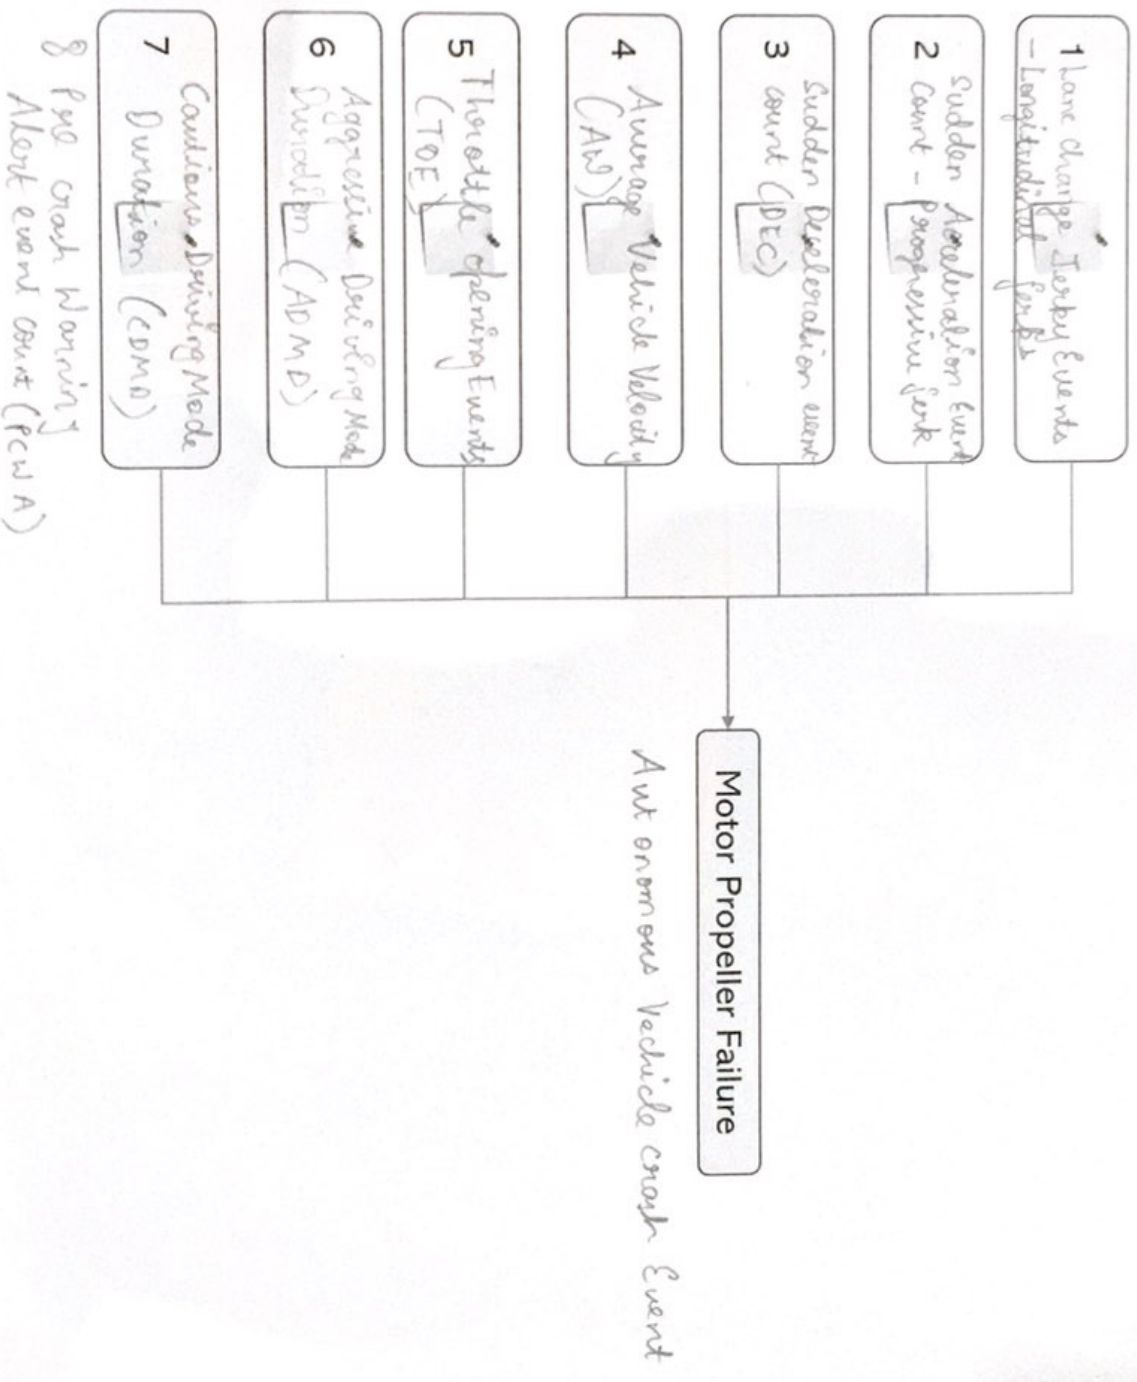 1 Lane change Jerky Events
- Longitudinal jerks
Sudden Acceleration Event
2 count - Progressive jerk
Sudden Deceleration event
3 count (DEC)
4 Average Vehicle Velocity
5 Throttle opening Events
(TOE)
Aggressive Driving Mode
6 Duration (ADMD)
Cautious Driving Mode
7 Duration (CDMD)
8 Pre crash Warning
Alert event count (PCWA)
Motor Propeller Failure
Autonomous Vechicle crash Event